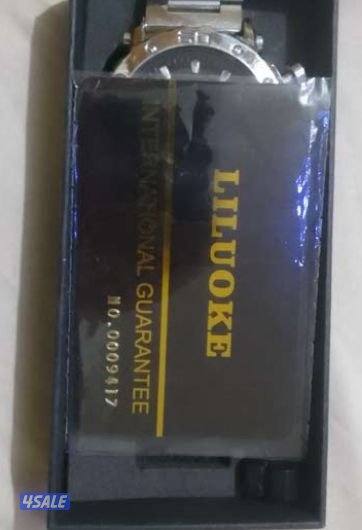 LILUOKE
INTERNATIONAL GUARANTEE
NO.0009417
4SALE